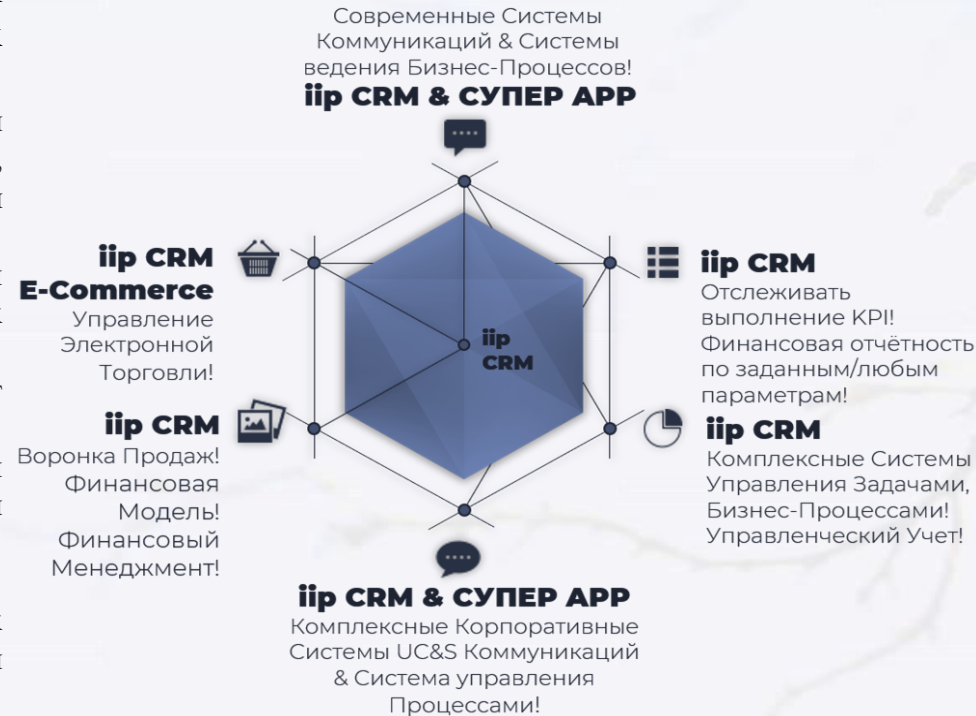 Современные Системы
Коммуникаций & Системы
ведения Бизнес-Процессов!
iip CRM & СУПЕР APP
iip CRM
E-Commerce
Управление
Электронной
Торговли!
iip CRM
Отслеживать
выполнение KPI!
Финансовая отчётность
по заданным/любым
параметрам!
iip
CRM
iip CRM
Воронка Продаж!
Финансовая
Модель!
Финансовый
Менеджмент!
iip CRM
Комплексные Системы
Управления Задачами,
Бизнес-Процессами!
Управленческий Учет!
iip CRM & СУПЕР APP
Комплексные Корпоративные
Системы UC&S Коммуникаций
& Система управления
Процессами!